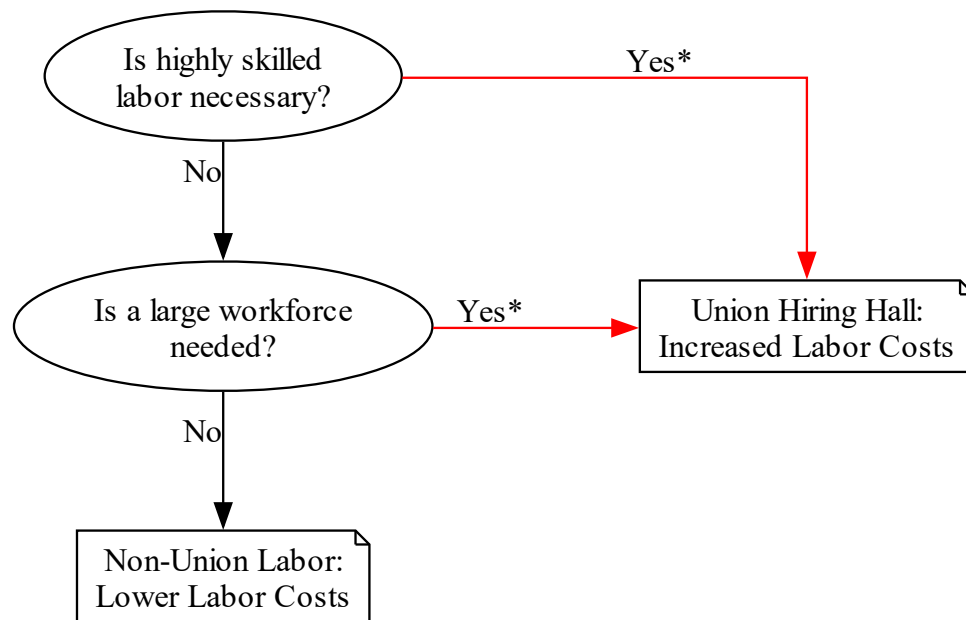 Is highly skilled
labor necessary?
Yes*
No
Is a large workforce
needed?
Yes*
Union Hiring Hall:
Increased Labor Costs
No
Non-Union Labor:
Lower Labor Costs